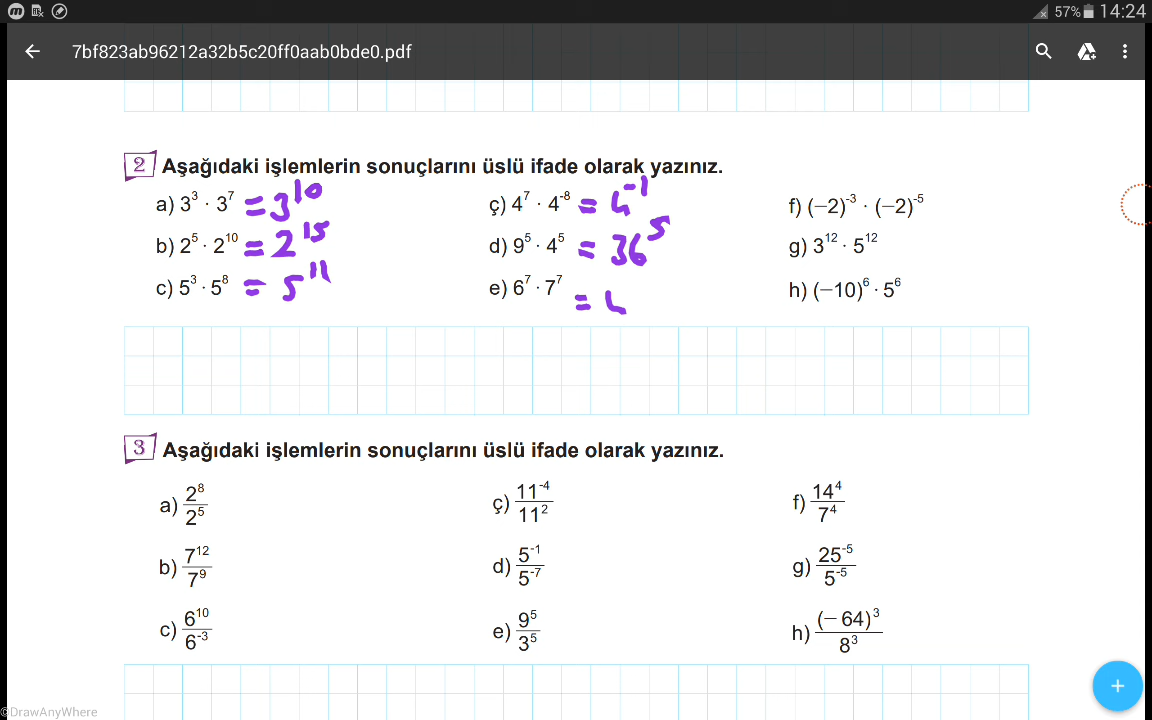 57% 14:24
7bf823ab96212a32b5c20ff0aab0bde0.pdf
2 Aşağıdaki işlemlerin sonuçlarını üslü ifade olarak yazınız.
a) 3³ · 3⁷ = 3¹⁰
b) 2⁵ · 2¹⁰ = 2¹⁵
c) 5³ · 5⁸ = 5¹¹
ç) 4⁷ · 4⁻⁸ = 4⁻¹
d) 9⁵ · 4⁵ = 36⁵
e) 6⁷ · 7⁷ = 4
f) (−2)⁻³ · (−2)⁻⁵
g) 3¹² · 5¹²
h) (−10)⁶ · 5⁶
3 Aşağıdaki işlemlerin sonuçlarını üslü ifade olarak yazınız.
a) 2⁸/2⁵
b) 7¹²/7⁹
c) 6¹⁰/6⁻³
ç) 11⁻⁴/11²
d) 5⁻¹/5⁻⁷
e) 9⁵/3⁵
f) 14⁴/7⁴
g) 25⁻⁵/5⁻⁵
h) (−64)³/8³
©DrawAnyWhere